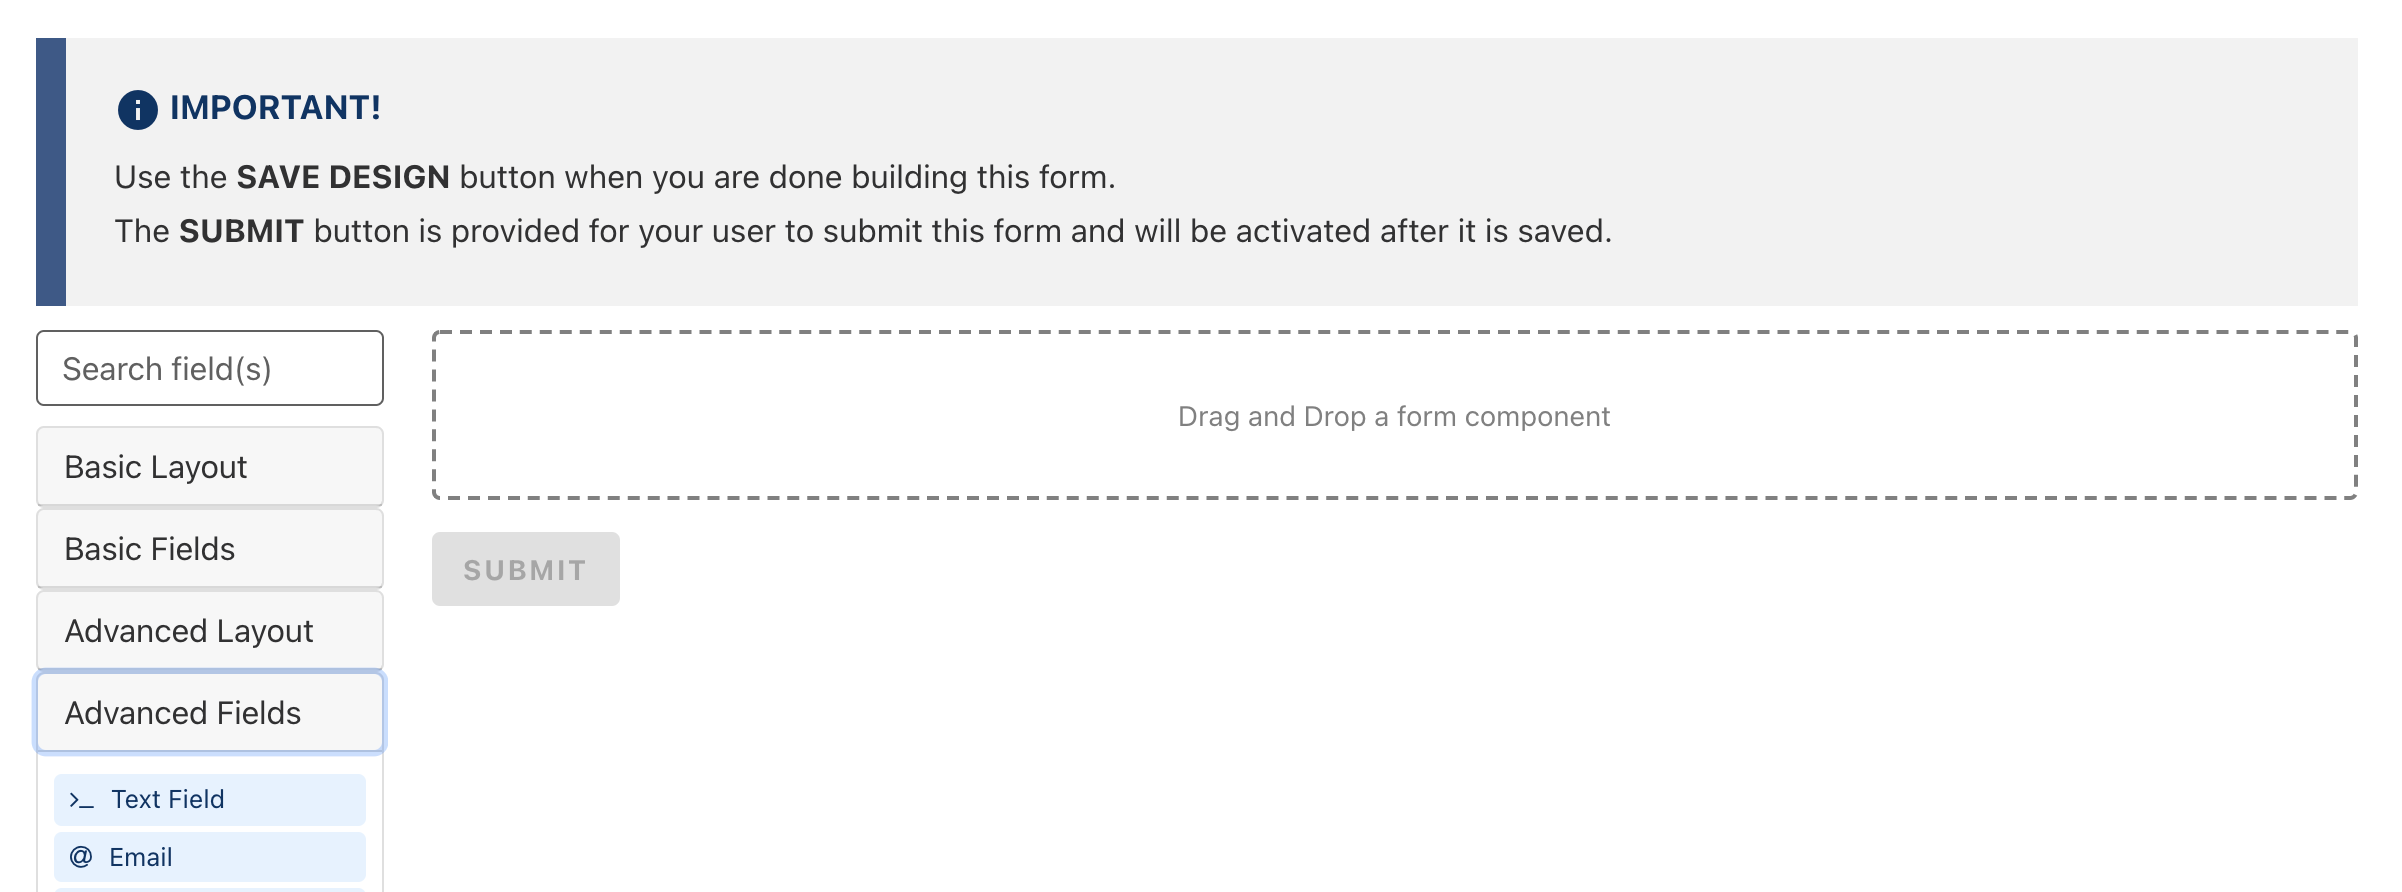 IMPORTANT!
Use the SAVE DESIGN button when you are done building this form.
The SUBMIT button is provided for your user to submit this form and will be activated after it is saved.
Search field(s)
Basic Layout
Basic Fields
Advanced Layout
Advanced Fields
>_ Text Field
@ Email
Drag and Drop a form component
SUBMIT